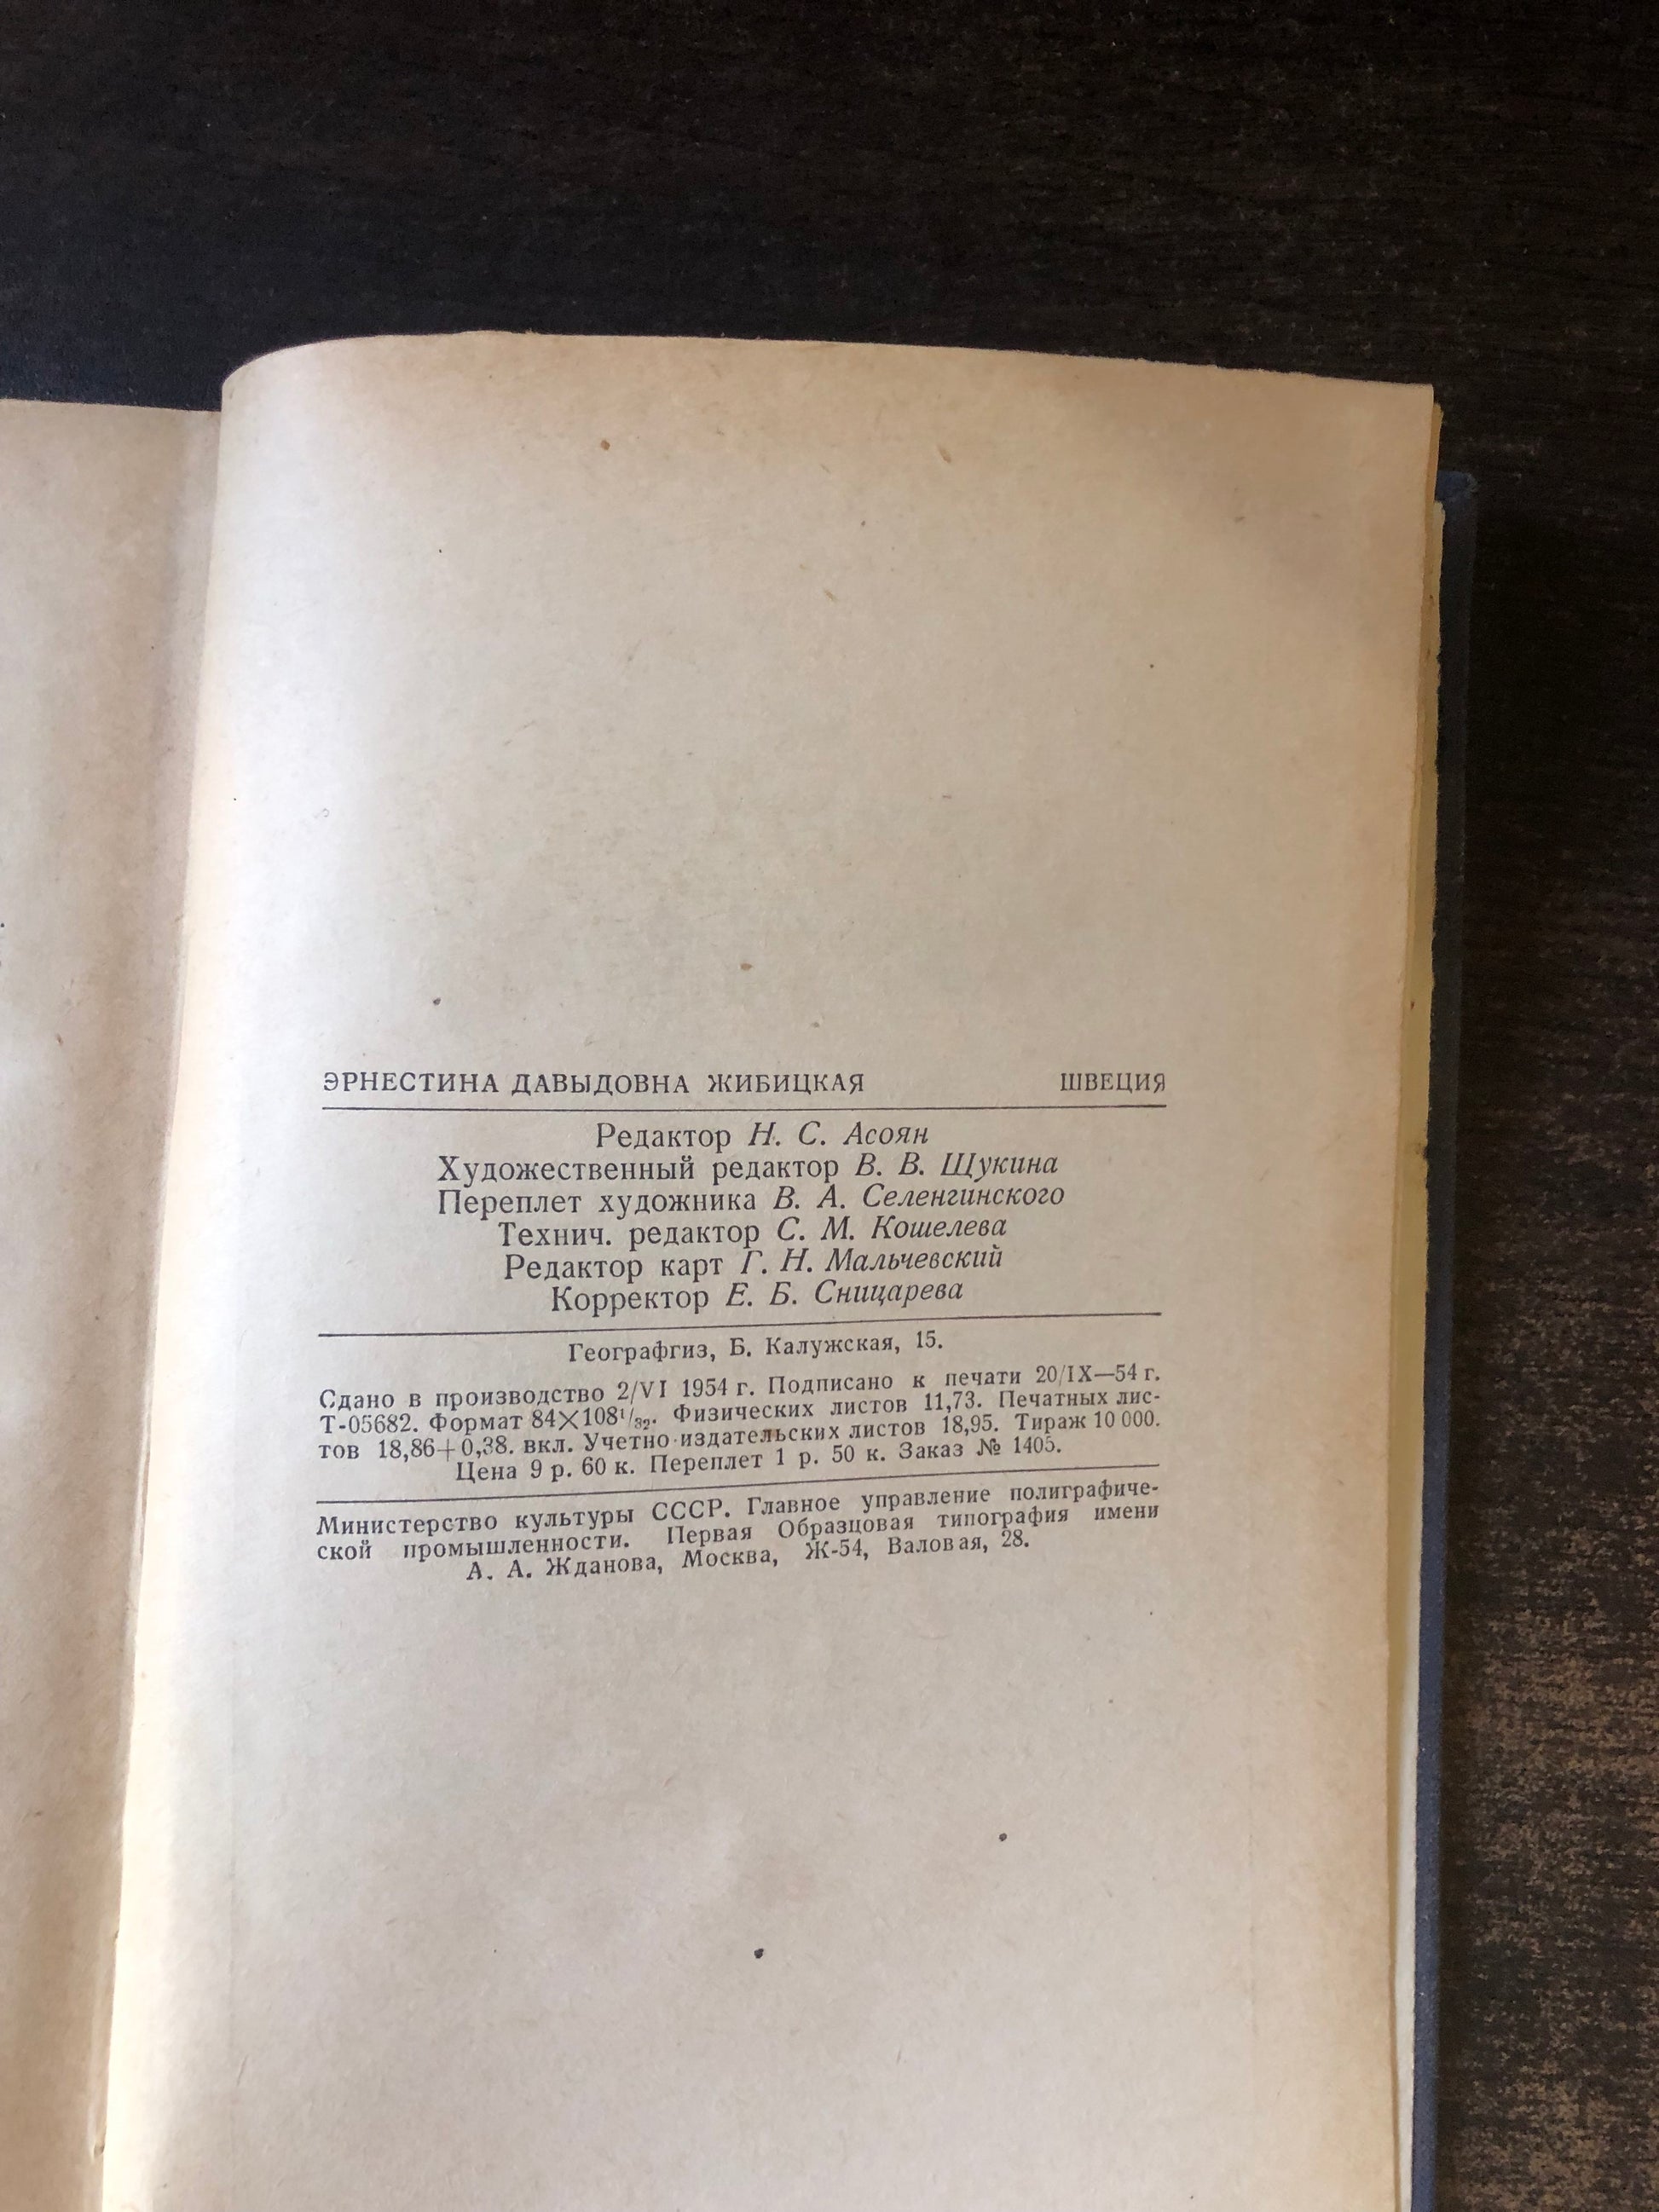 ЭРНЕСТИНА ДАВЫДОВНА ЖИБИЦКАЯ ШВЕЦИЯ
Редактор Н. С. Асоян
Художественный редактор В. В. Щукина
Переплет художника В. А. Селенгинского
Технич. редактор С. М. Кошелева
Редактор карт Г. Н. Мальчевский
Корректор Е. Б. Сницарева
Географгиз, Б. Калужская, 15.
Сдано в производство 2/VI 1954 г. Подписано к печати 20/IX—54 г.
Т-05682. Формат 84×108¹/₃₂. Физических листов 11,73. Печатных лис-
тов 18,86+0,38. вкл. Учетно-издательских листов 18,95. Тираж 10 000.
Цена 9 р. 60 к. Переплет 1 р. 50 к. Заказ № 1405.
Министерство культуры СССР. Главное управление полиграфиче-
ской промышленности. Первая Образцовая типография имени
А. А. Жданова, Москва, Ж-54, Валовая, 28.